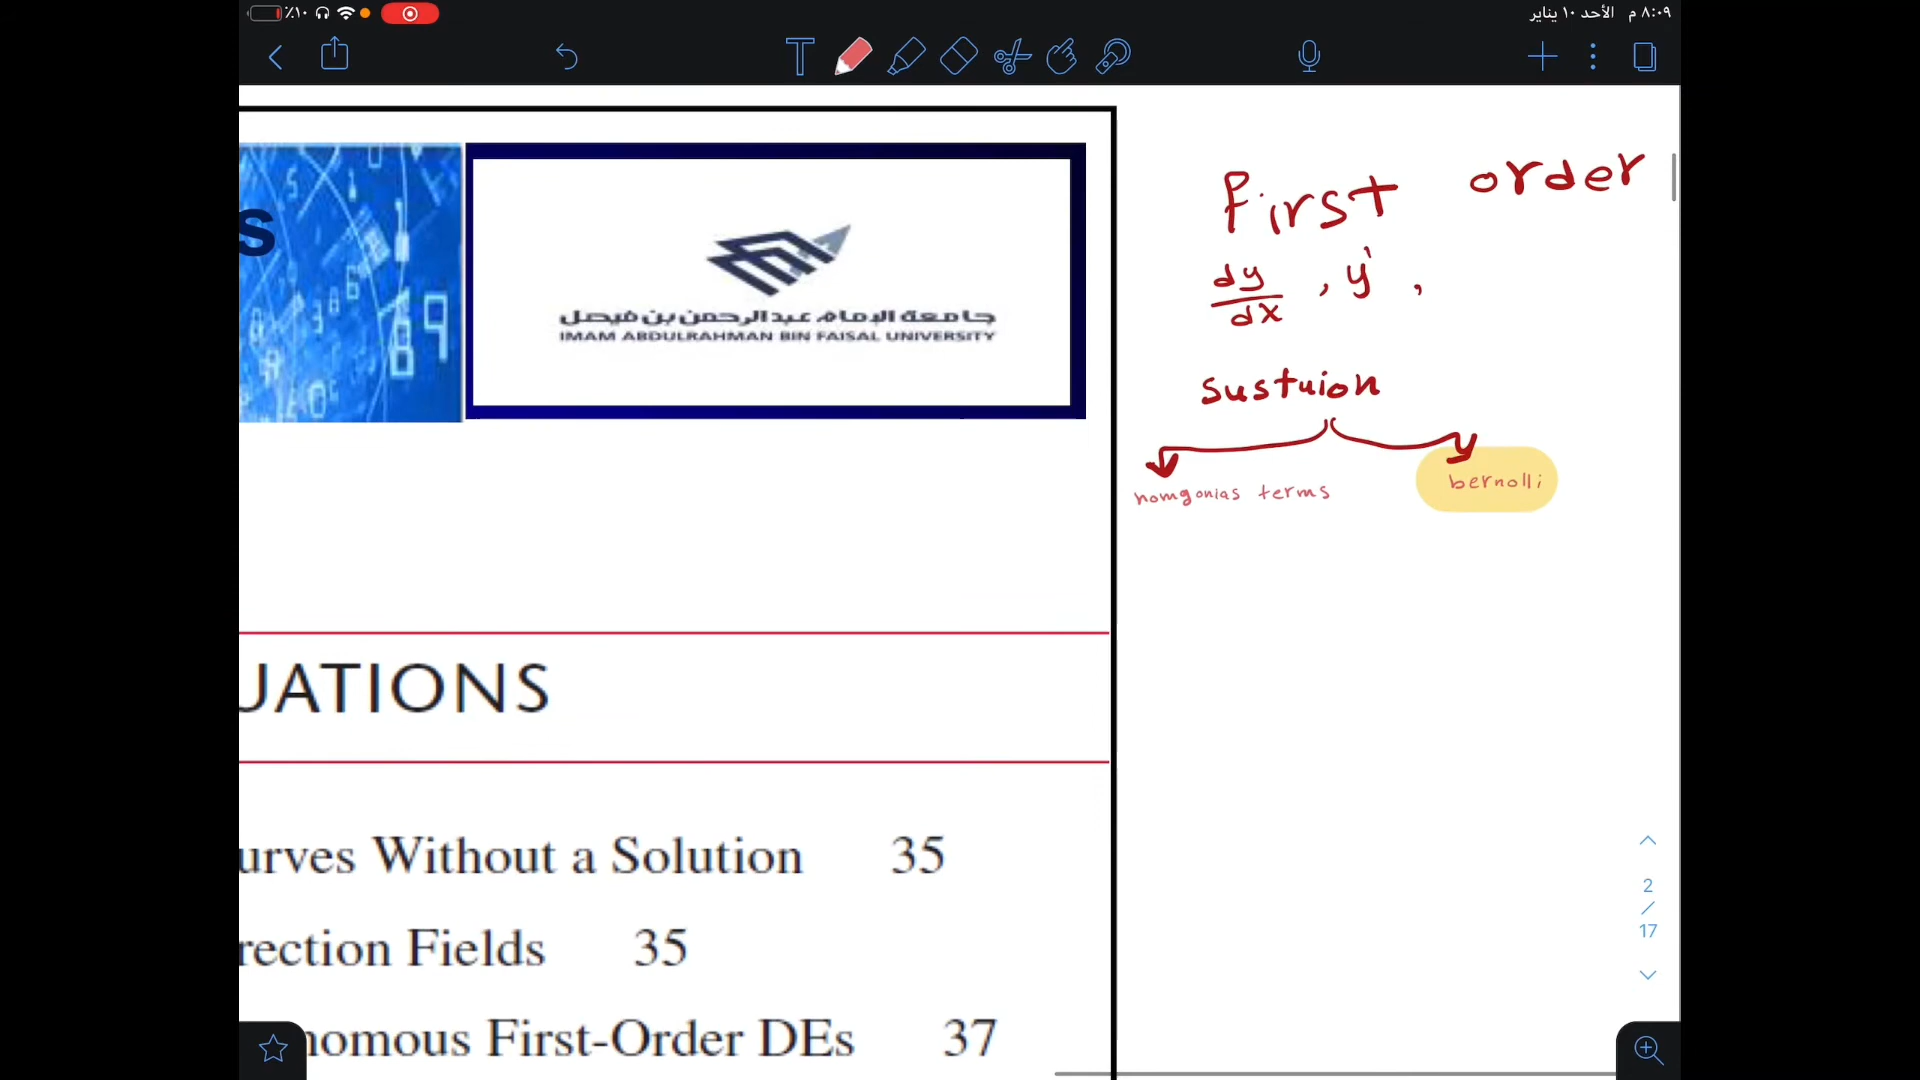 ٪١٠
٨:٠٩ م الأحد ١٠ يناير
T
s
جامعة الإمام عبدالرحمن بن فيصل
IMAM ABDULRAHMAN BIN FAISAL UNIVERSITY
First order
dy/dx , y' ,
sustuion
homgonias terms
bernolli
UATIONS
urves Without a Solution 35
rection Fields 35
nomous First-Order DEs 37
2
/
17